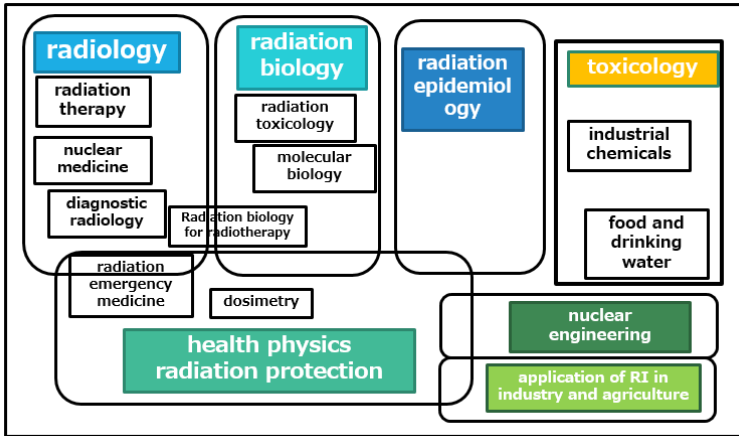 radiology
radiation
therapy
nuclear
medicine
diagnostic
radiology
radiation
biology
radiation
toxicology
molecular
biology
Radiation biology
for radiotherapy
radiation
epidemiol
ogy
toxicology
industrial
chemicals
food and
drinking
water
radiation
emergency
medicine
dosimetry
health physics
radiation protection
nuclear
engineering
application of RI in
industry and agriculture